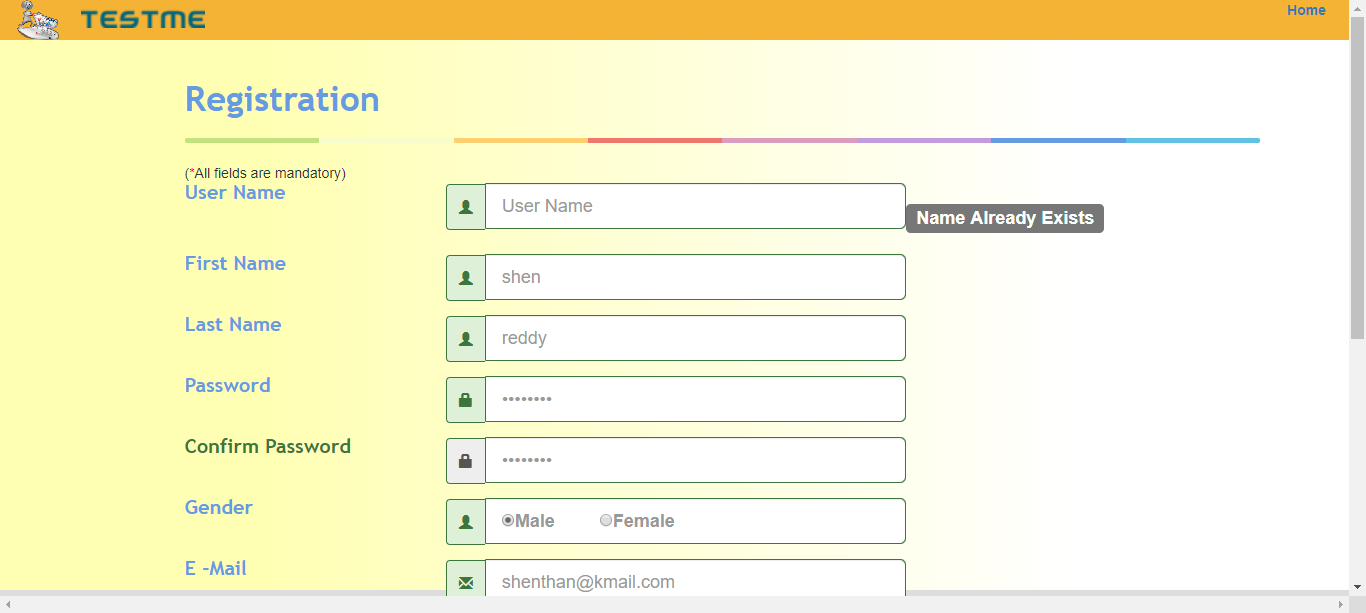 TESTME
Home
Registration
(*All fields are mandatory)
User Name
User Name
Name Already Exists
First Name
shen
Last Name
reddy
Password
••••••••
Confirm Password
••••••••
Gender
Male Female
E -Mail
shenthan@kmail.com